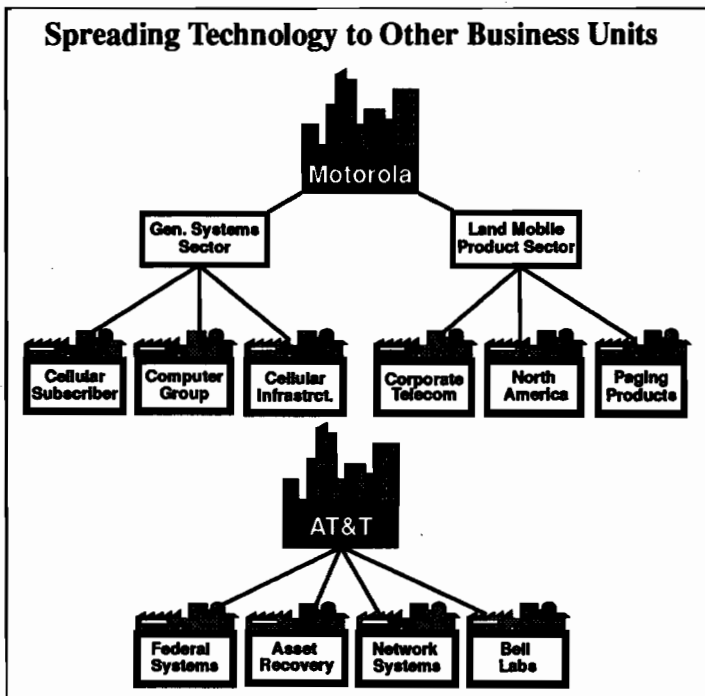 Spreading Technology to Other Business Units
Motorola
Gen. Systems
Sector
Land Mobile
Product Sector
Cellular
Subscriber
Computer
Group
Cellular
Infrastrct.
Corporate
Telecom
North
America
Paging
Products
AT&T
Federal
Systems
Asset
Recovery
Network
Systems
Bell
Labs